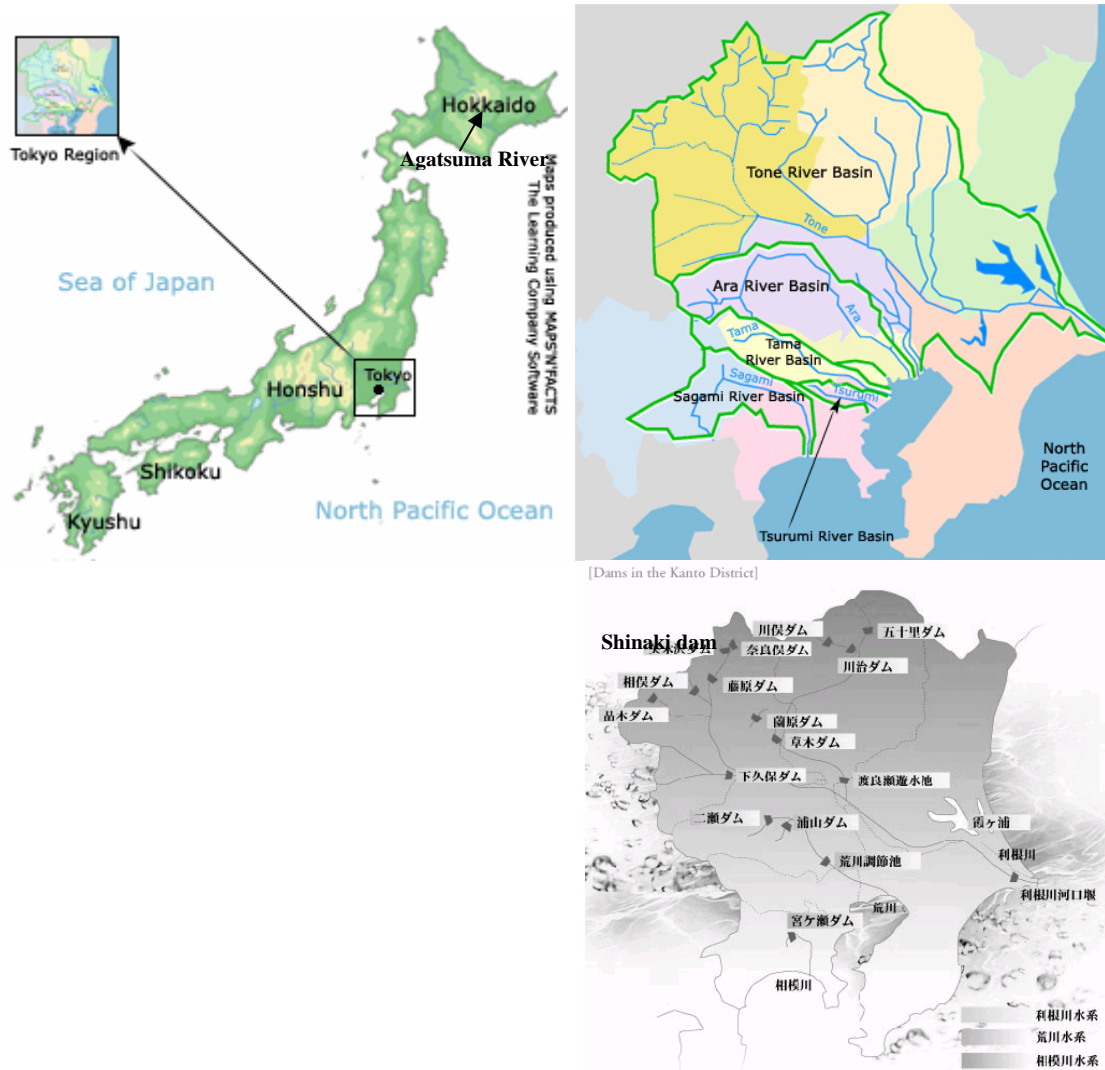 Tokyo Region
Hokkaido
Agatsuma River
Maps produced using MAPS'N'FACTS
The Learning Company Software
Sea of Japan
Tokyo
Honshu
Shikoku
Kyushu
North Pacific Ocean
Tone River Basin
Tone
Ara River Basin
Ara
Tama
Tama
River Basin
Sagami
Sagami River Basin
Tsurumi
North
Pacific
Ocean
Tsurumi River Basin
[Dams in the Kanto District]
Shinaki dam
川俣ダム
五十里ダム
奈良俣ダム
川治ダム
相俣ダム
藤原ダム
品木ダム
薗原ダム
草木ダム
下久保ダム
渡良瀬遊水池
二瀬ダム
浦山ダム
霞ヶ浦
利根川
荒川調節池
利根川河口堰
荒川
宮ケ瀬ダム
相模川
利根川水系
荒川水系
相模川水系